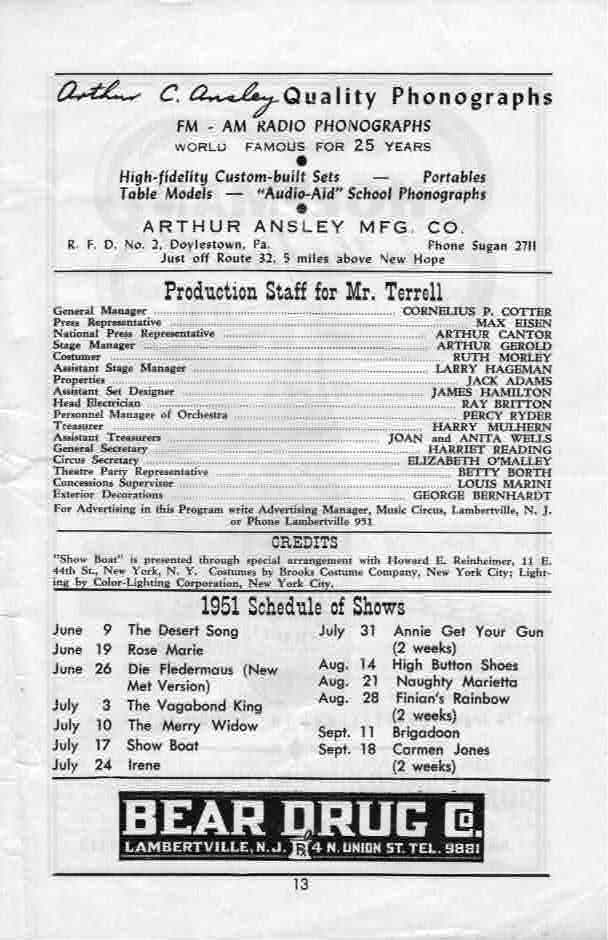 Arthur C. Ansley Quality Phonographs
FM - AM RADIO PHONOGRAPHS
WORLD FAMOUS FOR 25 YEARS
High-fidelity Custom-built Sets — Portables
Table Models — "Audio-Aid" School Phonographs
ARTHUR ANSLEY MFG. CO.
R. F. D. No. 2, Doylestown, Pa. Phone Sugan 2711
Just off Route 32, 5 miles above New Hope
Production Staff for Mr. Terrell
General Manager CORNELIUS P. COTTER
Press Representative MAX EISEN
National Press Representative ARTHUR CANTOR
Stage Manager ARTHUR GEROLD
Costumer RUTH MORLEY
Assistant Stage Manager LARRY HAGEMAN
Properties JACK ADAMS
Assistant Set Designer JAMES HAMILTON
Head Electrician RAY BRITTON
Personnel Manager of Orchestra PERCY RYDER
Treasurer HARRY MULHERN
Assistant Treasurers JOAN and ANITA WELLS
General Secretary HARRIET READING
Circus Secretary ELIZABETH O'MALLEY
Theatre Party Representative BETTY BORTH
Concessions Supervisor LOUIS MARINI
Exterior Decorations GEORGE BERNHARDT
For Advertising in this Program write Advertising Manager, Music Circus, Lambertville, N. J.
or Phone Lambertville 951
CREDITS
"Show Boat" is presented through special arrangement with Howard E. Reinheimer, 11 E.
44th St., New York, N. Y. Costumes by Brooks Costume Company, New York City; Light-
ing by Color-Lighting Corporation, New York City.
1951 Schedule of Shows
June 9 The Desert Song
June 19 Rose Marie
June 26 Die Fledermaus (New
Met Version)
July 3 The Vagabond King
July 10 The Merry Widow
July 17 Show Boat
July 24 Irene
July 31 Annie Get Your Gun
(2 weeks)
Aug. 14 High Button Shoes
Aug. 21 Naughty Marietta
Aug. 28 Finian's Rainbow
(2 weeks)
Sept. 11 Brigadoon
Sept. 18 Carmen Jones
(2 weeks)
BEAR DRUG Co.
LAMBERTVILLE, N.J. Rx 4 N. UNION ST. TEL. 9881
13